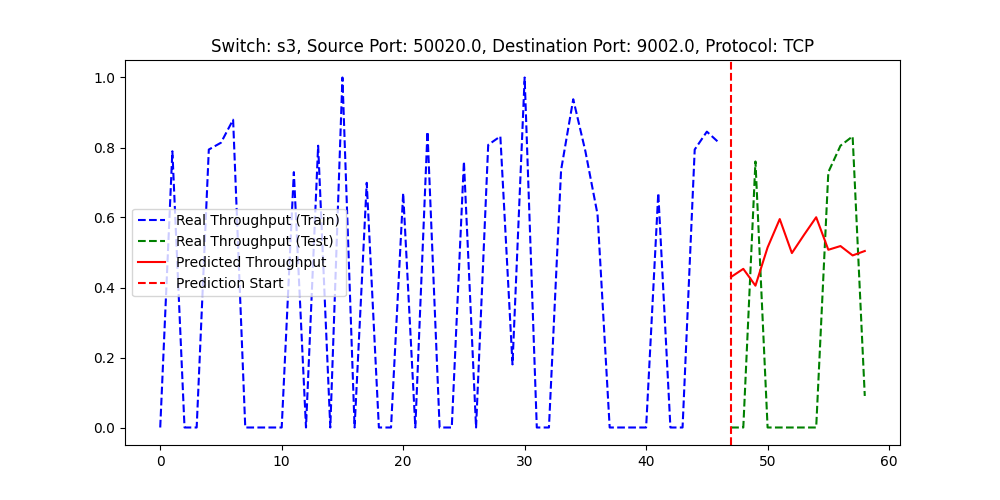 Switch: s3, Source Port: 50020.0, Destination Port: 9002.0, Protocol: TCP
1.0
0.8
0.6
0.4
0.2
0.0
Real Throughput (Train)
Real Throughput (Test)
Predicted Throughput
Prediction Start
0 10 20 30 40 50 60